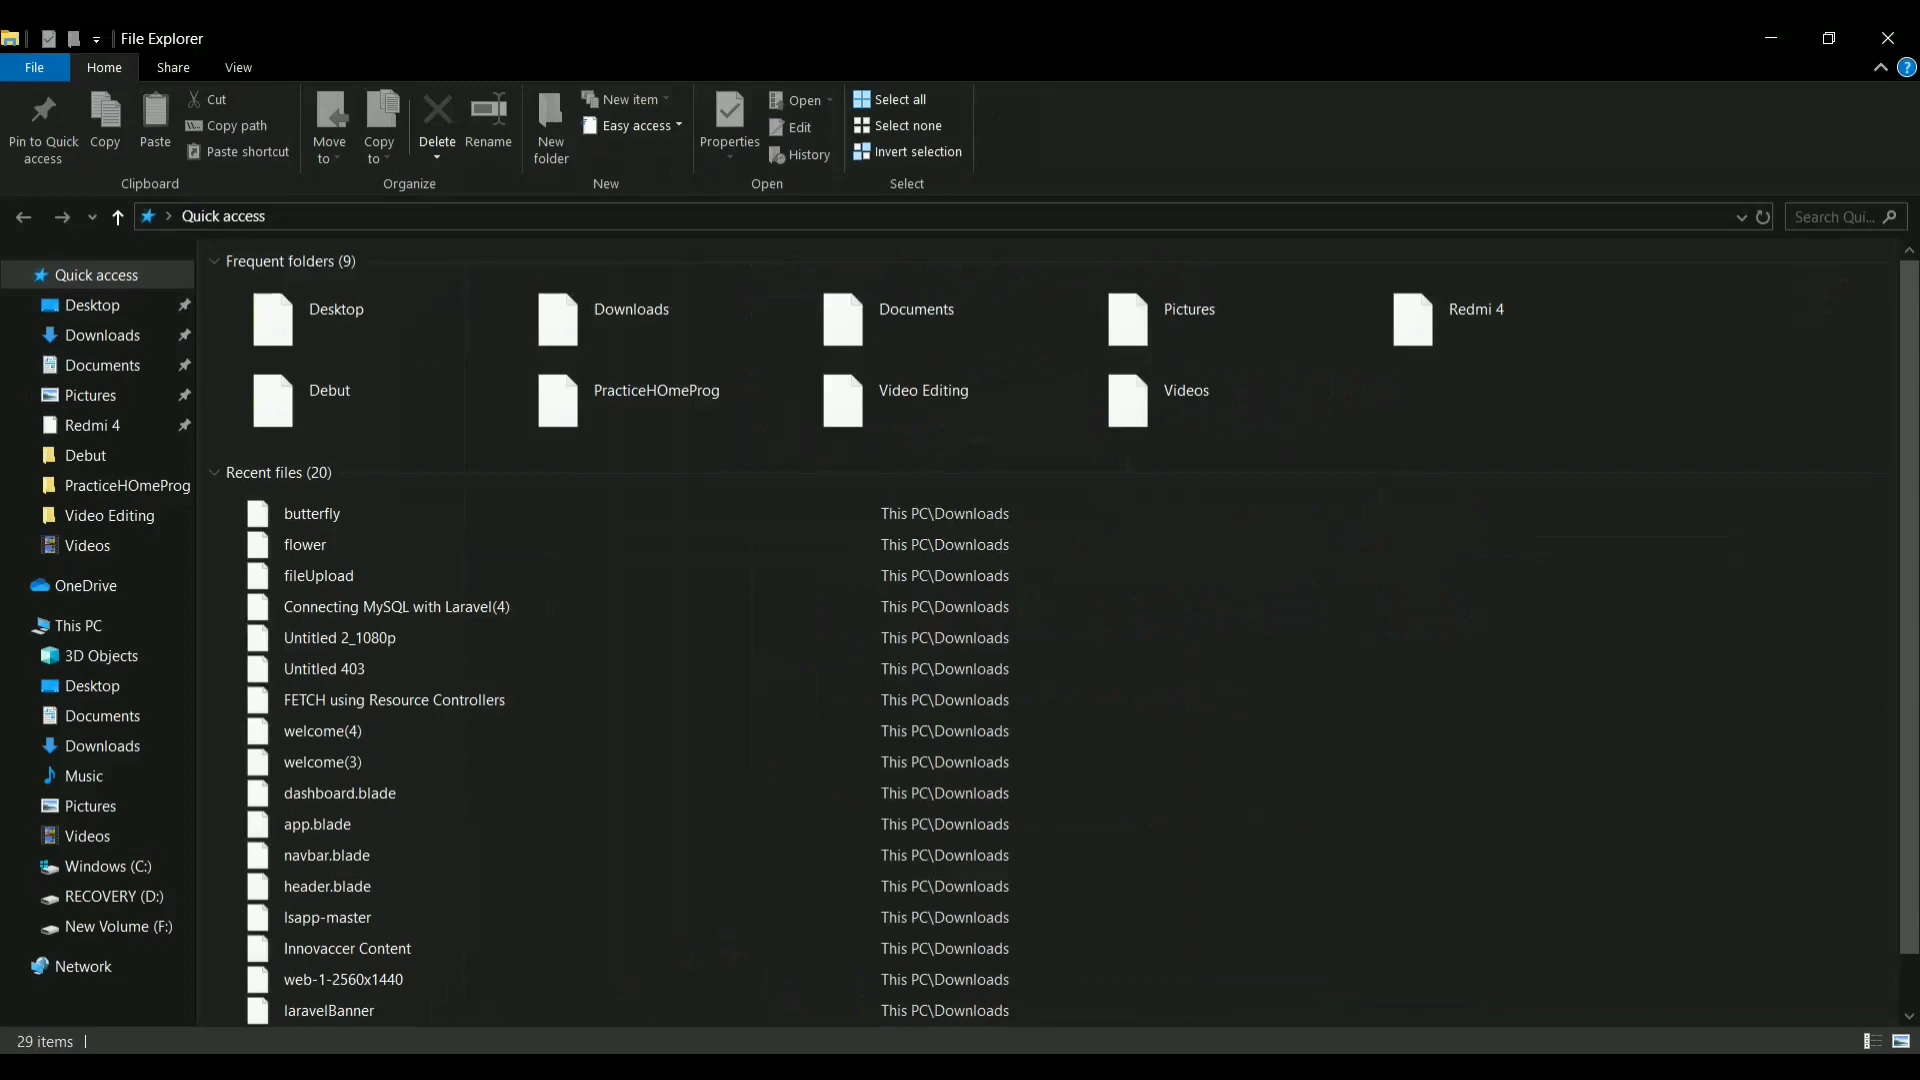 File Explorer
File Home Share View
Pin to Quick access
Copy
Paste
Cut
Copy path
Paste shortcut
Clipboard
Move to
Copy to
Delete
Rename
Organize
New folder
New item
Easy access
New
Properties
Open
Edit
History
Open
Select all
Select none
Invert selection
Select
Quick access
Search Qui...
Quick access
Desktop
Downloads
Documents
Pictures
Redmi 4
Debut
PracticeHOmeProg
Video Editing
Videos
OneDrive
This PC
3D Objects
Desktop
Documents
Downloads
Music
Pictures
Videos
Windows (C:)
RECOVERY (D:)
New Volume (F:)
Network
Frequent folders (9)
Desktop Downloads Documents Pictures Redmi 4
Debut PracticeHOmeProg Video Editing Videos
Recent files (20)
butterfly This PC\Downloads
flower This PC\Downloads
fileUpload This PC\Downloads
Connecting MySQL with Laravel(4) This PC\Downloads
Untitled 2_1080p This PC\Downloads
Untitled 403 This PC\Downloads
FETCH using Resource Controllers This PC\Downloads
welcome(4) This PC\Downloads
welcome(3) This PC\Downloads
dashboard.blade This PC\Downloads
app.blade This PC\Downloads
navbar.blade This PC\Downloads
header.blade This PC\Downloads
lsapp-master This PC\Downloads
Innovaccer Content This PC\Downloads
web-1-2560x1440 This PC\Downloads
laravelBanner This PC\Downloads
29 items